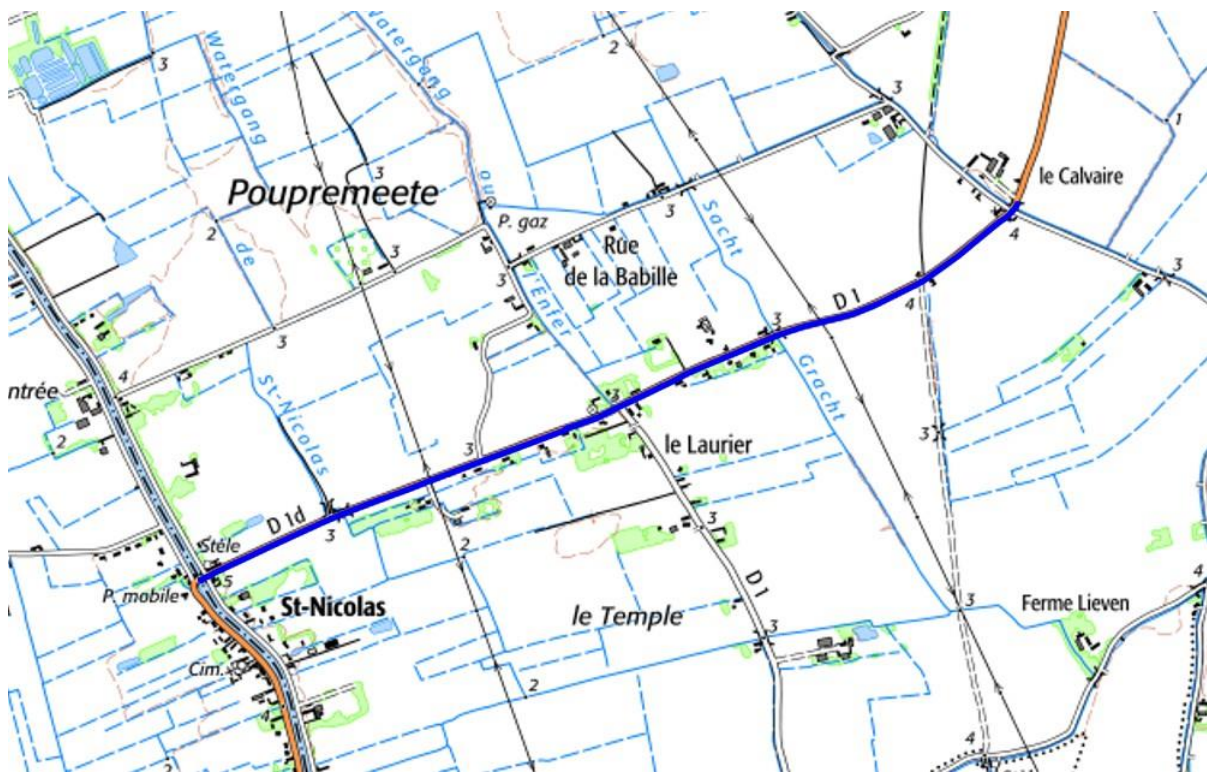 Watergang
Watergang
3
2
3
1
Poupremeete
3
ou
P. gaz
le Calvaire
2
de
3
3
Sacht
4
Rue
de la Babille
3
l'Enfer
D 1
4
3
3
3
ntrée
4
2
St-Nicolas
3
3
Gracht
3
le Laurier
D 1d
3
3
2
Stèle
5
P. mobile
St-Nicolas
le Temple
D 1
3
3
Ferme Lieven
4
Cim.
2
4
2